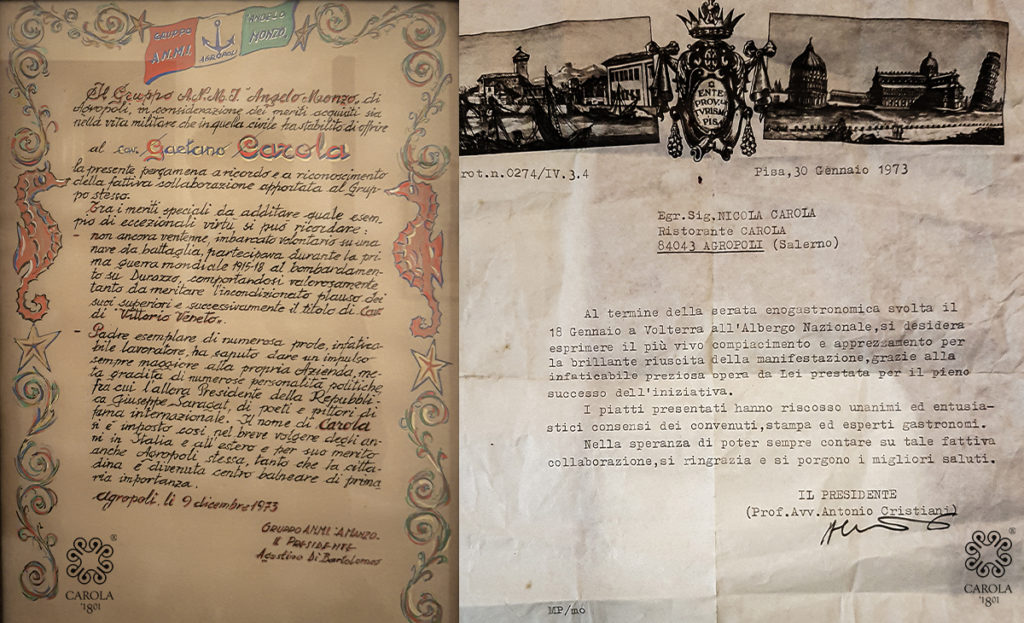 GRUPPO
A.N.M.I.
AGROPOLI
ANGELO
MONZO
Il Gruppo A.N.M.I. "Angelo Monzo" di
Agropoli, in considerazione dei meriti acquisiti sia
nella vita militare che in quella civile ha stabilito di offrire
al cav. Gaetano Carola
la presente pergamena a ricordo e a riconoscimento
della fattiva collaborazione apportata al Grup-
po stesso.
Tra i meriti speciali da additare quale esem-
pio di eccezionali virtù si può ricordare:
- non ancora ventenne, imbarcato volontario su una
nave da battaglia, partecipava durante la pri
ma guerra mondiale 1915-18 al bombardamen-
to su Durazzo, comportandosi valorosamente
tanto da meritare l'incondizionato plauso dei
suoi superiori e successivamente il titolo di Cav.
di "Vittorio Veneto".
- Padre esemplare di numerosa prole, infatica-
bile lavoratore, ha saputo dare un impulso
sempre maggiore alla propria Azienda, me-
ta gradita di numerose personalità politiche,
fra cui l'allora Presidente della Repubbli-
ca Giuseppe Saragat, di poeti e pittori di
fama internazionale. Il nome di Carola
si è imposto così nel breve volgere degli an-
ni in Italia e all'estero e per suo merito
anche Agropoli stessa, tanto che la citta-
dina è divenuta centro balneare di prima
ria importanza.
Agropoli, lì 9 dicembre 1973
GRUPPO A.N.M.I. "A. MANZO"
IL PRESIDENTE
Agostino Di Bartolomeo
CAROLA
'1801
ENTE
PROV.LE
TURISMO
PISA
rot.n.0274/IV.3.4
Pisa,30 Gennaio 1973
Egr.Sig.NICOLA CAROLA
Ristorante CAROLA
84043 AGROPOLI (Salerno)
Al termine della serata enogastronomica svolta il
18 Gennaio a Volterra all'Albergo Nazionale,si desidera
esprimere il più vivo compiacimento e apprezzamento per
la brillante riuscita della manifestazione,grazie alla
infaticabile preziosa opera da Lei prestata per il pieno
successo dell'iniziativa.
I piatti presentati hanno riscosso unanimi ed entusia-
stici consensi dei convenuti,stampa ed esperti gastronomi.
Nella speranza di poter sempre contare su tale fattiva
collaborazione,si ringrazia e si porgono i migliori saluti.
IL PRESIDENTE
(Prof.Avv.Antonio Cristiani)
MP/mo
CAROLA
'1801